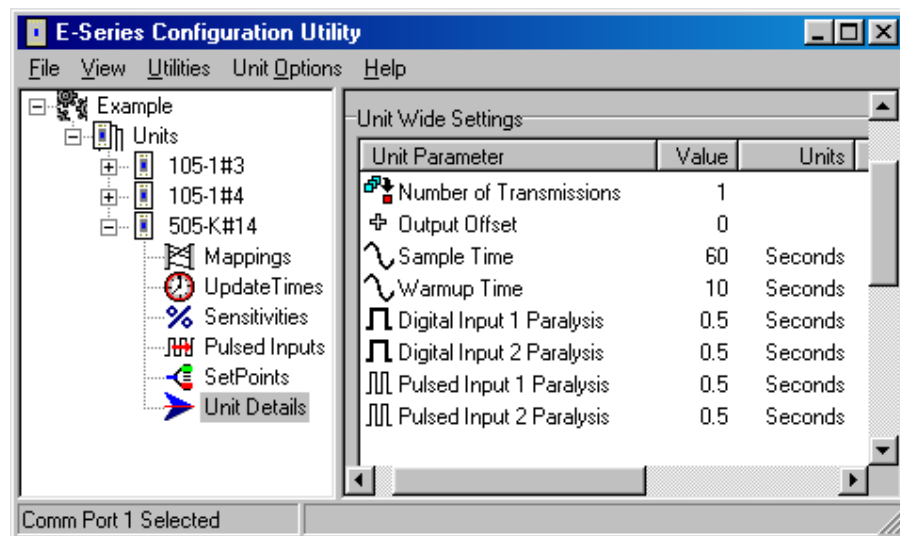 E-Series Configuration Utility
File View Utilities Unit Options Help
Example
Units
105-1#3
105-1#4
505-K#14
Mappings
UpdateTimes
Sensitivities
Pulsed Inputs
SetPoints
Unit Details
Unit Wide Settings
Unit Parameter Value Units
Number of Transmissions 1
Output Offset 0
Sample Time 60 Seconds
Warmup Time 10 Seconds
Digital Input 1 Paralysis 0.5 Seconds
Digital Input 2 Paralysis 0.5 Seconds
Pulsed Input 1 Paralysis 0.5 Seconds
Pulsed Input 2 Paralysis 0.5 Seconds
Comm Port 1 Selected